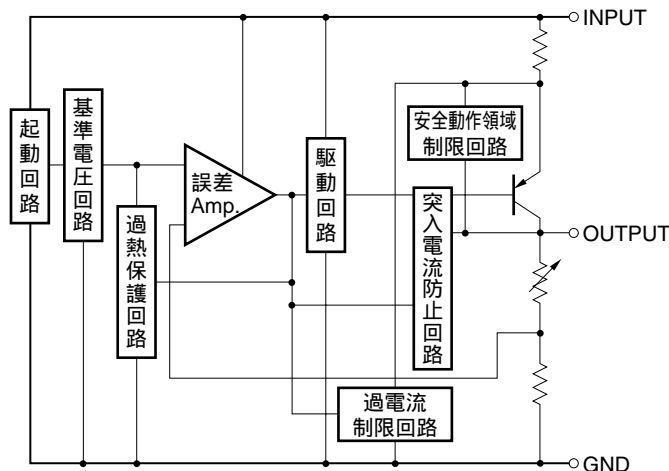 INPUT
起動回路
基準電圧回路
過熱保護回路
誤差
Amp.
駆動回路
安全動作領域
制限回路
突入電流防止回路
OUTPUT
過電流
制限回路
GND